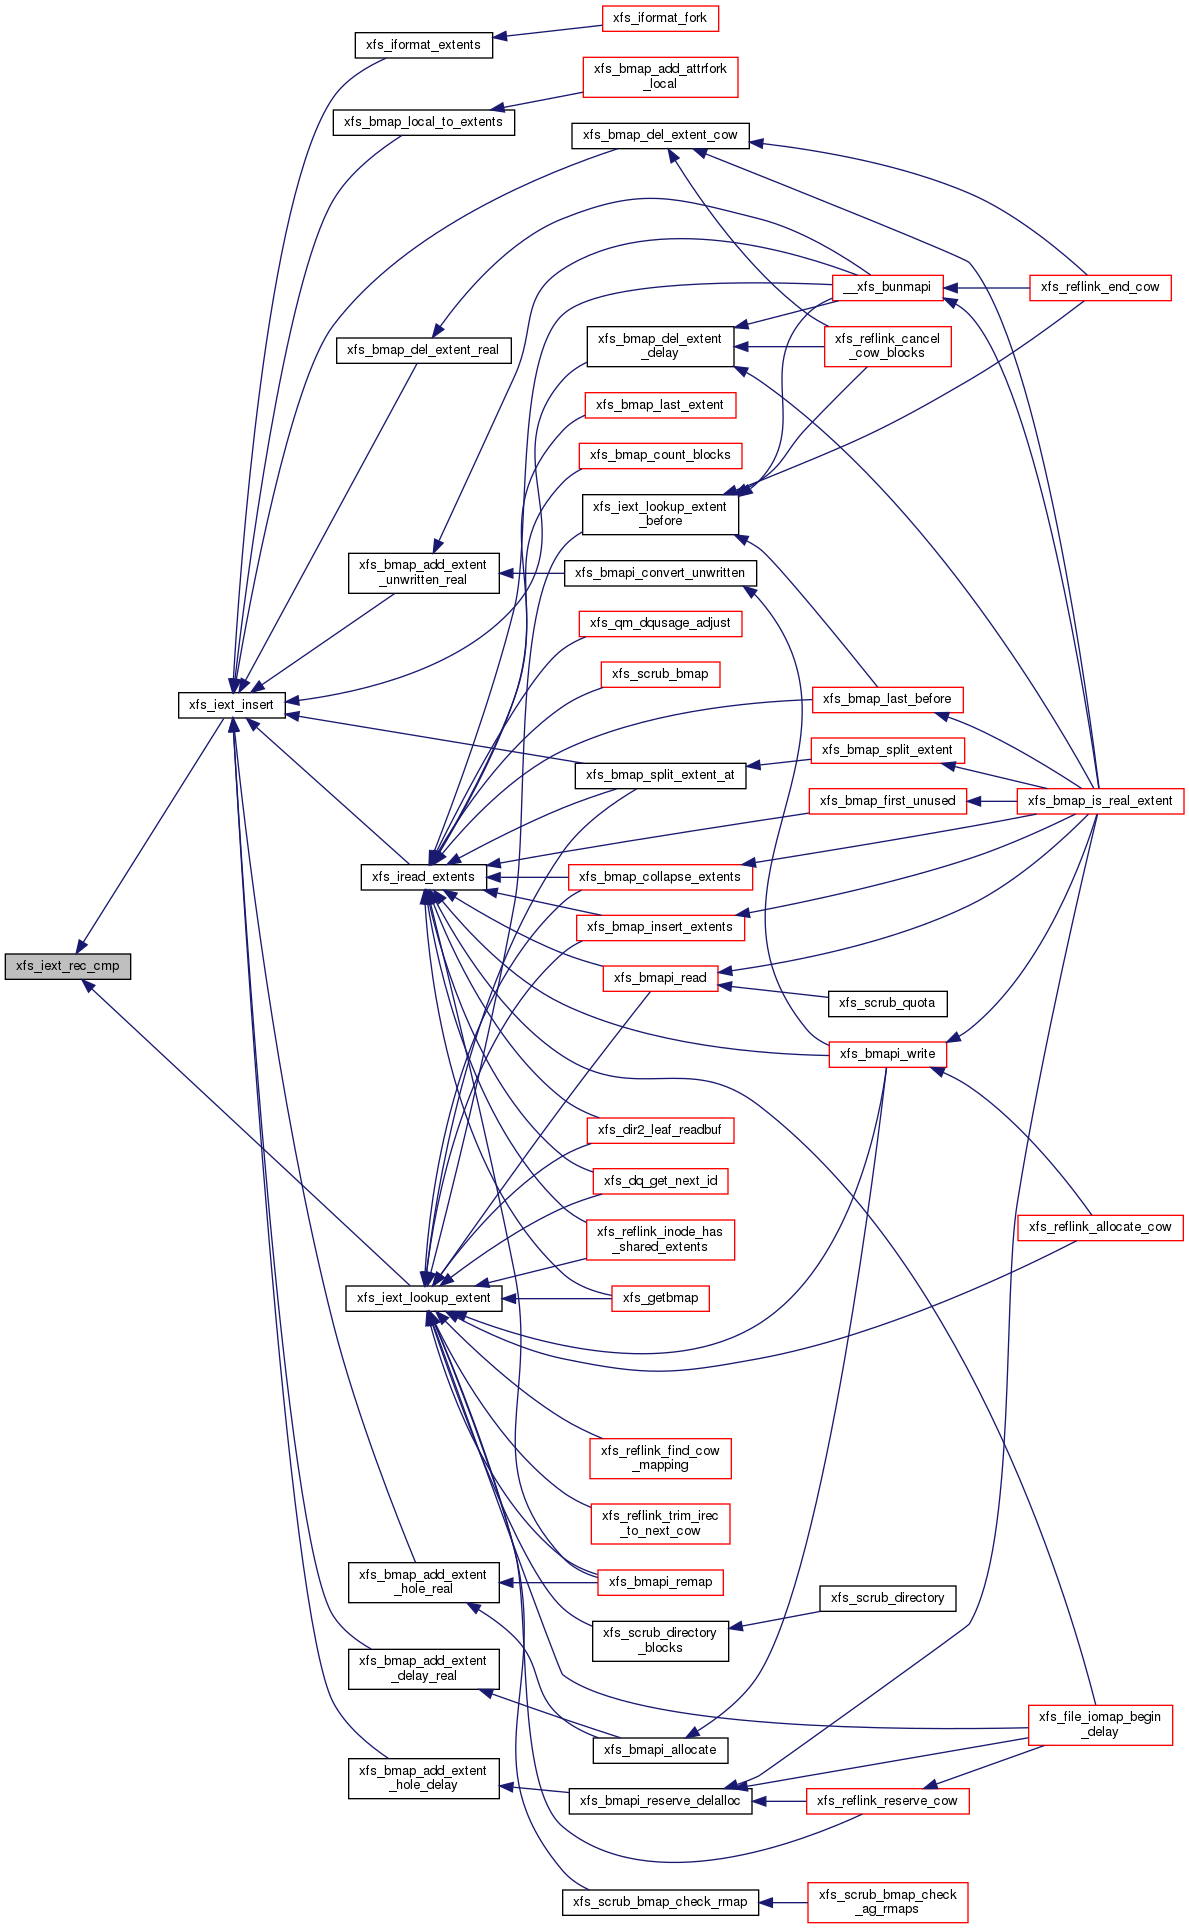 xfs_iformat_fork
xfs_iformat_extents
xfs_bmap_add_attrfork
_local
xfs_bmap_local_to_extents
xfs_bmap_del_extent_cow
__xfs_bunmapi
xfs_reflink_end_cow
xfs_bmap_del_extent_real
xfs_bmap_del_extent
_delay
xfs_reflink_cancel
_cow_blocks
xfs_bmap_last_extent
xfs_bmap_count_blocks
xfs_iext_lookup_extent
_before
xfs_bmap_add_extent
_unwritten_real
xfs_bmapi_convert_unwritten
xfs_qm_dqusage_adjust
xfs_scrub_bmap
xfs_iext_insert
xfs_bmap_last_before
xfs_bmap_split_extent
xfs_bmap_split_extent_at
xfs_bmap_first_unused
xfs_bmap_is_real_extent
xfs_iread_extents
xfs_bmap_collapse_extents
xfs_bmap_insert_extents
xfs_iext_rec_cmp
xfs_bmapi_read
xfs_scrub_quota
xfs_bmapi_write
xfs_dir2_leaf_readbuf
xfs_dq_get_next_id
xfs_reflink_inode_has
_shared_extents
xfs_reflink_allocate_cow
xfs_iext_lookup_extent
xfs_getbmap
xfs_reflink_find_cow
_mapping
xfs_reflink_trim_irec
_to_next_cow
xfs_bmap_add_extent
_hole_real
xfs_bmapi_remap
xfs_scrub_directory
xfs_scrub_directory
_blocks
xfs_bmap_add_extent
_delay_real
xfs_file_iomap_begin
_delay
xfs_bmapi_allocate
xfs_bmap_add_extent
_hole_delay
xfs_bmapi_reserve_delalloc
xfs_reflink_reserve_cow
xfs_scrub_bmap_check_rmap
xfs_scrub_bmap_check
_ag_rmaps